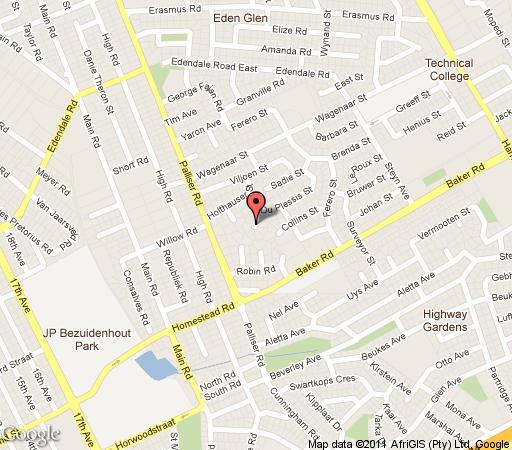 Erasmus Rd
Eden Glen
Erasmus Rd
Main Rd
Taylor Rd
High Rd
Elize Rd
Wynand St
Mopedi St
Amanda Rd
Danie Theron St
Edendale Road East
Edendale Rd
Technical
College
East St
George Fajan Rd
Granville Rd
Tim Ave
Wagenaar St
Greeff St
Edendale Rd
Main Rd
Yaron Ave
Ferero St
Barbara St
Henius St
Reid St
Brenda St
Short Rd
Palliser Rd
Wagenaar St
Viljoen St
Roux St
Steyn Ave
High Rd
Sadie St
Bruwer St
Baker Rd
Van Jaarsveld
Pretorius Rd
Holthausen
Du Plessis St
Ferero St
Johan St
18th Ave
Willow Rd
Collins St
Surveyor St
Vermooten St
17th Ave
Main Rd
Republiek Rd
Consalves Rd
High Rd
Robin Rd
Baker Rd
Uys Ave
Aletta Ave
Homestead Rd
Nel Ave
Highway
Gardens
JP Bezuidenhout
Park
Palliser Rd
Aletta Ave
Beukes Ave
Main Rd
Beverley Ave
Otto Ave
16th Ave
15th Ave
North Rd
South Rd
Swartkops Cres
Kirstein Ave
Glen Ave
Partridge
17th Ave
Horwoodstraat
Cunningham Rd
Klipplaat Dr
Kaai Ave
Mona Ave
Marshal Ave
Google
Map data ©2011 AfriGIS (Pty) Ltd, Google